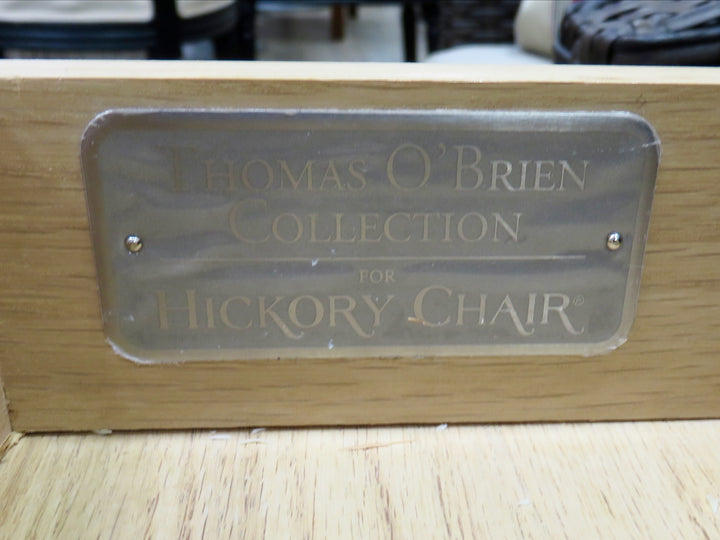 THOMAS O'BRIEN
COLLECTION
FOR
HICKORY CHAIR®